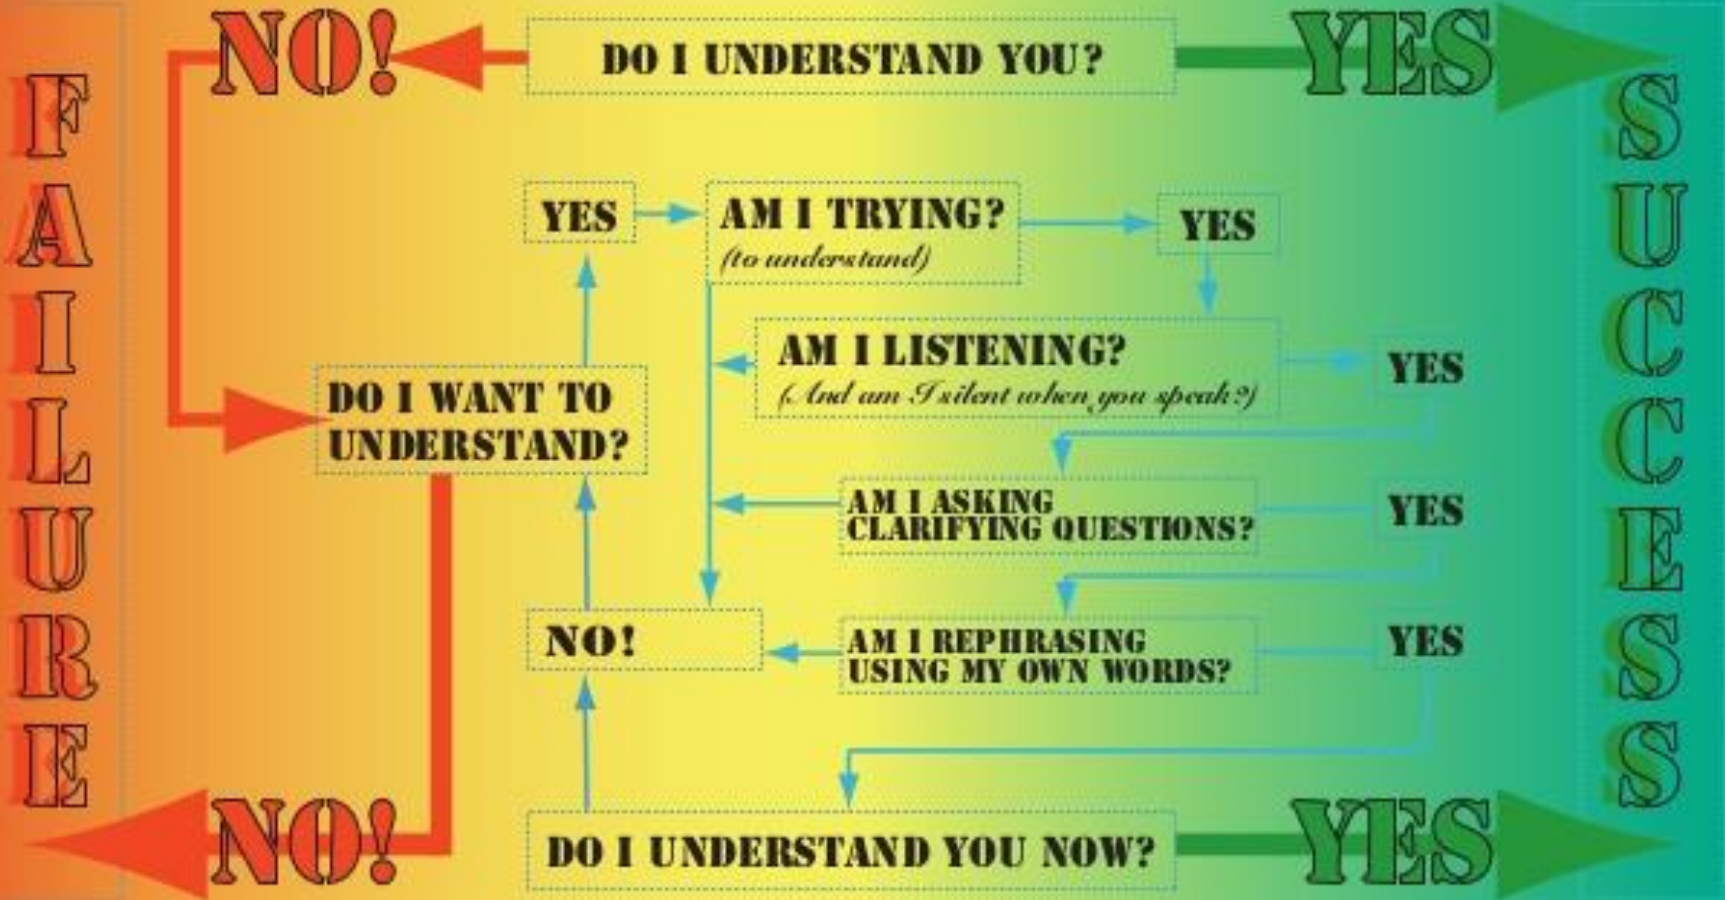 NO!
DO I UNDERSTAND YOU?
YES
FAILURE
SUCCESS
YES
AM I TRYING?
(to understand)
YES
AM I LISTENING?
(And am I silent when you speak?)
YES
DO I WANT TO
UNDERSTAND?
AM I ASKING
CLARIFYING QUESTIONS?
YES
NO!
AM I REPHRASING
USING MY OWN WORDS?
YES
NO!
DO I UNDERSTAND YOU NOW?
YES